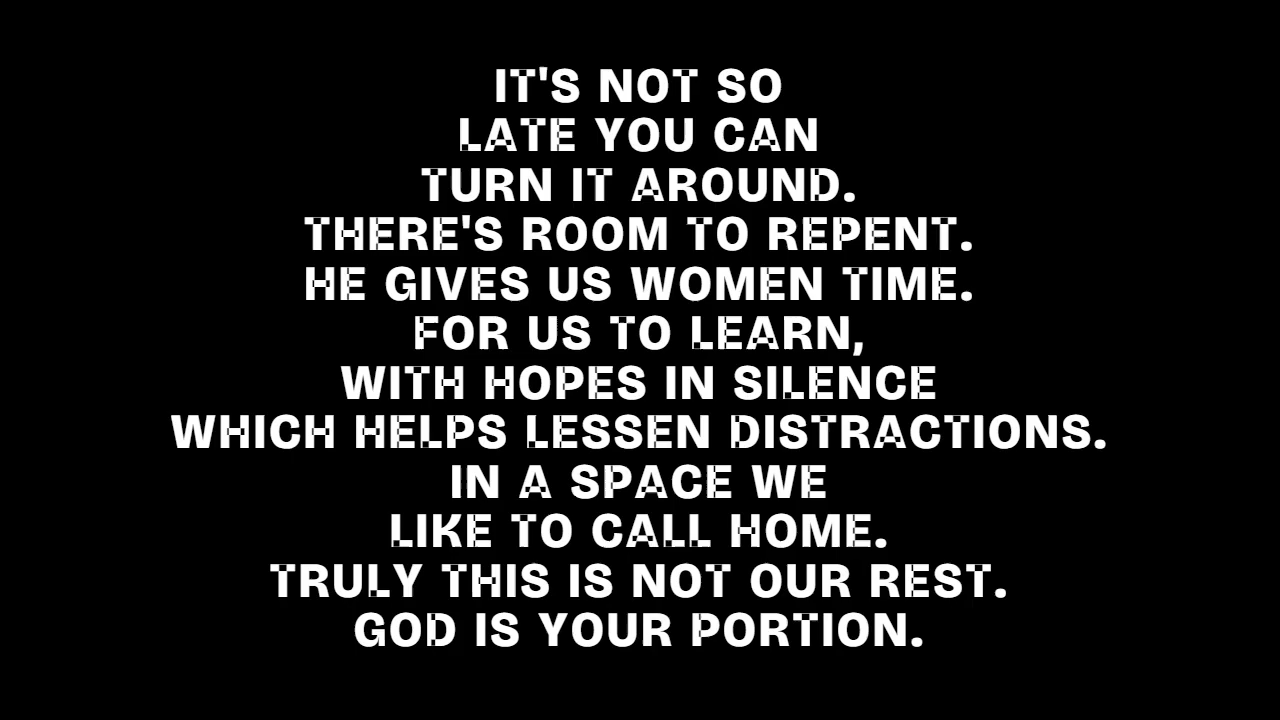 IT'S NOT SO
LATE YOU CAN
TURN IT AROUND.
THERE'S ROOM TO REPENT.
HE GIVES US WOMEN TIME.
FOR US TO LEARN,
WITH HOPES IN SILENCE
WHICH HELPS LESSEN DISTRACTIONS.
IN A SPACE WE
LIKE TO CALL HOME.
TRULY THIS IS NOT OUR REST.
GOD IS YOUR PORTION.